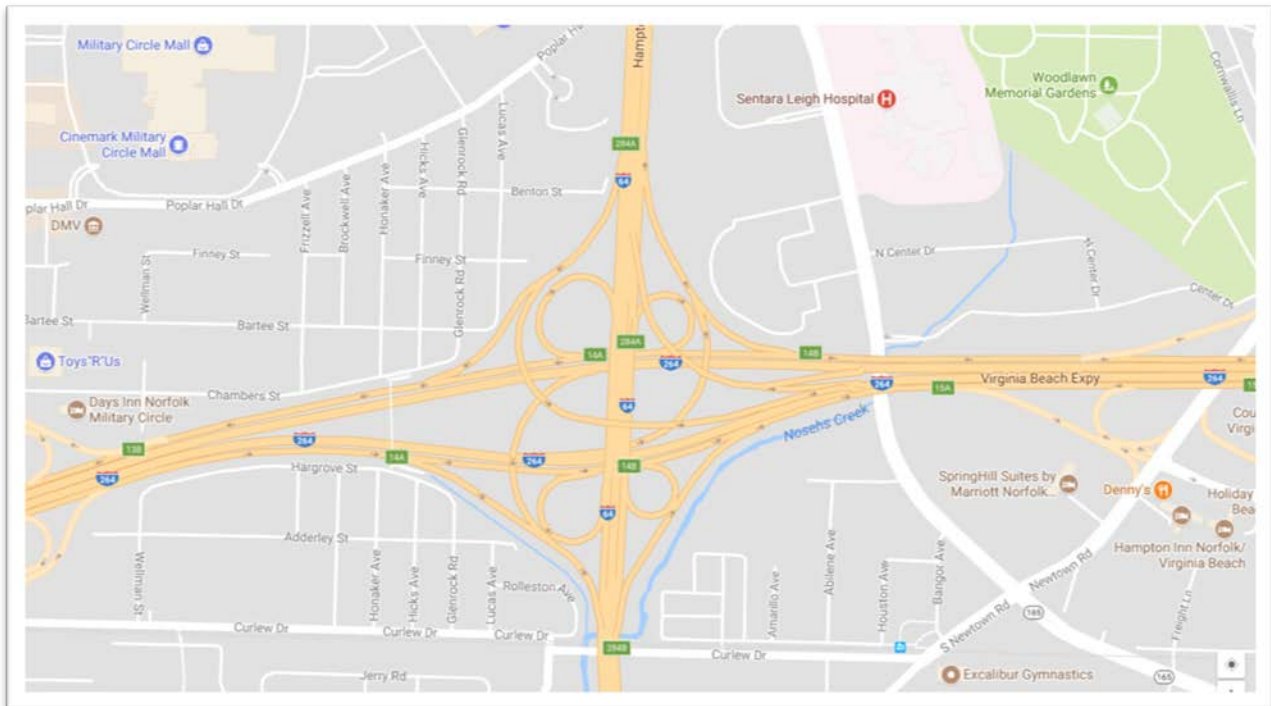 Hampto
Military Circle Mall
Cinemark Military
Circle Mall
Poplar H
Lucas Ave
Glenrock Rd
Hicks Ave
Honaker Ave
Brockwell Ave
Frizzell Ave
Benton St
284A
64
Sentara Leigh Hospital
H
Woodlawn
Memorial Gardens
Cornwallis Ln
oplar Hall Dr
Poplar Hall Dr
DMV
Finney St
Finney St
Wellman St
Glenrock Rd
N Center Dr
N Center Dr
Center Dr
Bartee St
Bartee St
Toys"R"Us
14A
284A
264
14B
264
Virginia Beach Expy
15A
264
15
Chambers St
Days Inn Norfolk
Military Circle
64
13B
264
264
14A
264
14B
Nosehs Creek
Cou
Virgi
Hargrove St
64
SpringHill Suites by
Marriott Norfolk...
Denny's
Holiday
Bea
Hampton Inn Norfolk/
Virginia Beach
Adderley St
Wellman St
Honaker Ave
Hicks Ave
Glenrock Rd
Lucas Ave
Rolleston Ave
Amarillo Ave
Abilene Ave
Houston Ave
Bangor Ave
Newtown Rd
S Newtown Rd
165
Freight Ln
Curlew Dr
Curlew Dr
Curlew Dr
Curlew Dr
284B
Jerry Rd
Excalibur Gymnastics
165